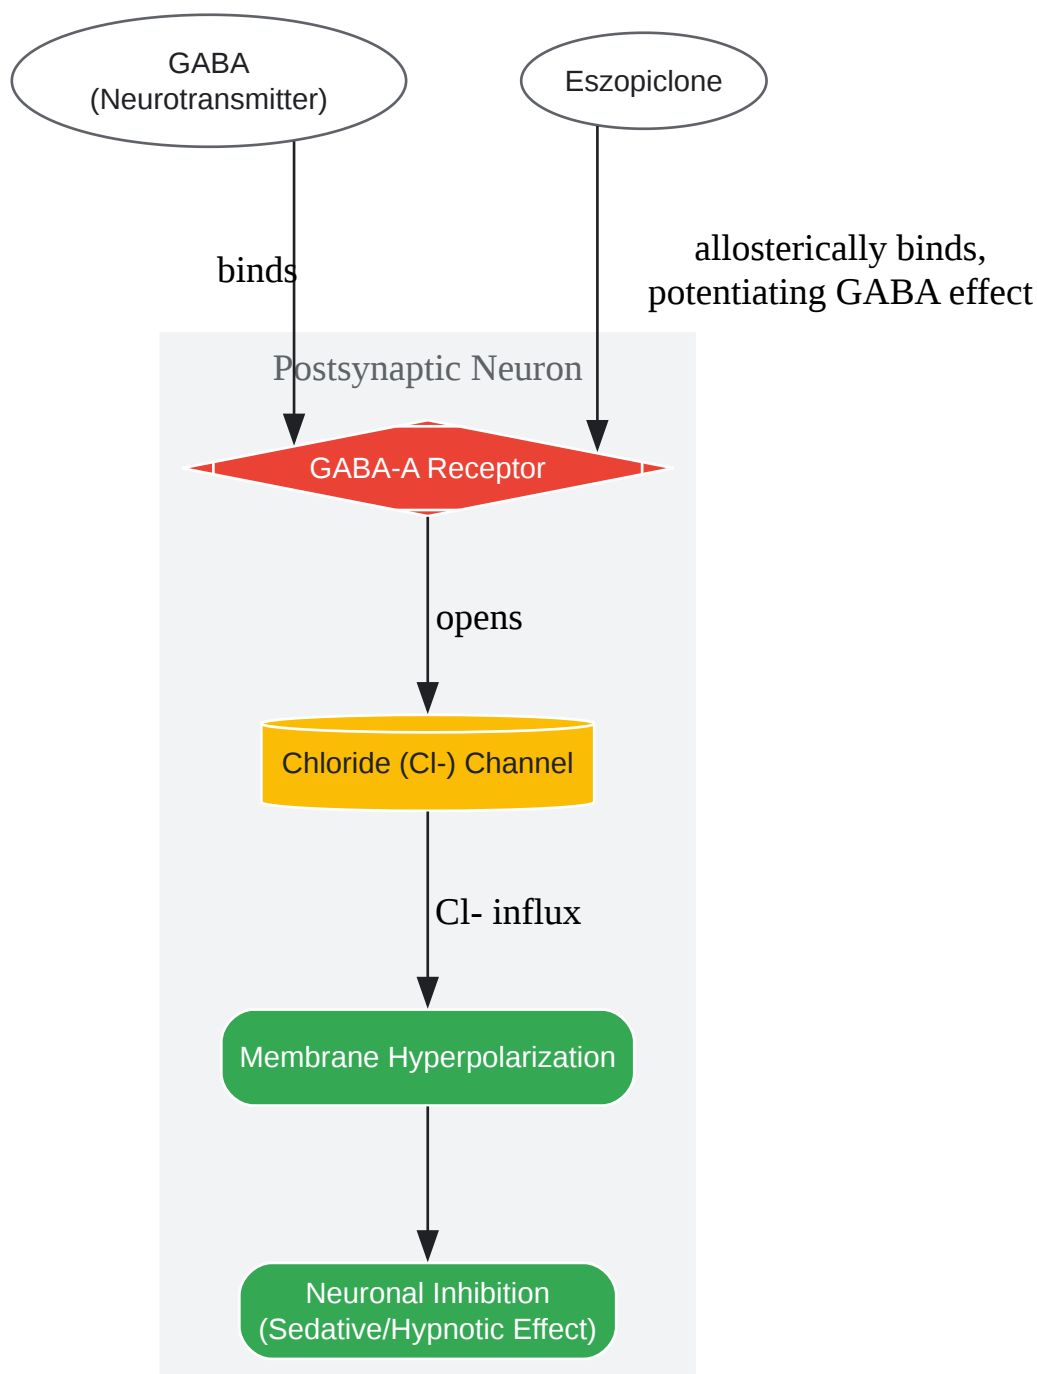 GABA
(Neurotransmitter)
Eszopiclone
binds
allosterically binds,
potentiating GABA effect
Postsynaptic Neuron
GABA-A Receptor
opens
Chloride (Cl-) Channel
Cl- influx
Membrane Hyperpolarization
Neuronal Inhibition
(Sedative/Hypnotic Effect)